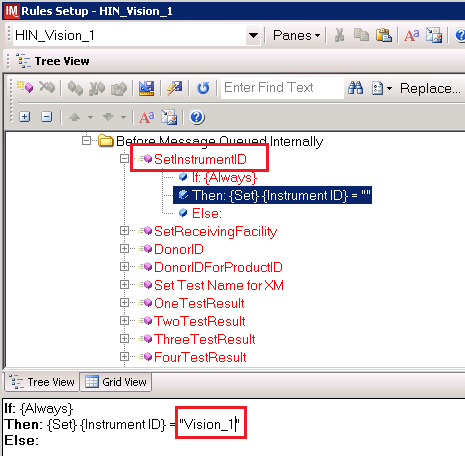 IM Rules Setup - HIN_Vision_1
HIN_Vision_1 Panes
Tree View
Enter Find Text Replace...
Before Message Queued Internally
SetInstrumentID
If: {Always}
Then: {Set} {Instrument ID} = ""
Else:
SetReceivingFacility
DonorID
DonorIDForProductID
Set Test Name for XM
OneTestResult
TwoTestResult
ThreeTestResult
FourTestResult
Tree View Grid View
If: {Always}
Then: {Set} {Instrument ID} = "Vision_1"
Else: